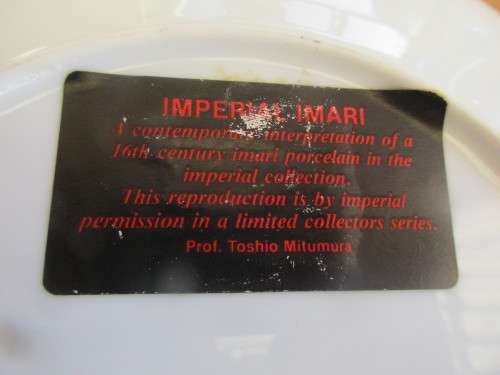 IMPERIAL IMARI
A contemporary interpretation of a
16th century imari porcelain in the
imperial collection.
This reproduction is by imperial
permission in a limited collectors series.
Prof. Toshio Mitumura